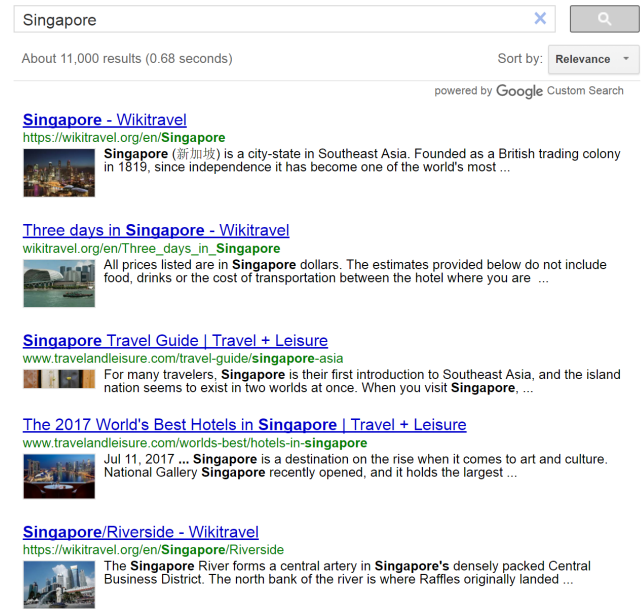 Singapore
About 11,000 results (0.68 seconds)
Sort by:
Relevance
powered by Google Custom Search
Singapore - Wikitravel
https://wikitravel.org/en/Singapore
Singapore (新加坡) is a city-state in Southeast Asia. Founded as a British trading colony
in 1819, since independence it has become one of the world's most ...
Three days in Singapore - Wikitravel
wikitravel.org/en/Three_days_in_Singapore
All prices listed are in Singapore dollars. The estimates provided below do not include
food, drinks or the cost of transportation between the hotel where you are ...
Singapore Travel Guide | Travel + Leisure
www.travelandleisure.com/travel-guide/singapore-asia
For many travelers, Singapore is their first introduction to Southeast Asia, and the island
nation seems to exist in two worlds at once. When you visit Singapore, ...
The 2017 World's Best Hotels in Singapore | Travel + Leisure
www.travelandleisure.com/worlds-best/hotels-in-singapore
Jul 11, 2017 ... Singapore is a destination on the rise when it comes to art and culture.
National Gallery Singapore recently opened, and it holds the largest ...
Singapore/Riverside - Wikitravel
https://wikitravel.org/en/Singapore/Riverside
The Singapore River forms a central artery in Singapore's densely packed Central
Business District. The north bank of the river is where Raffles originally landed ...